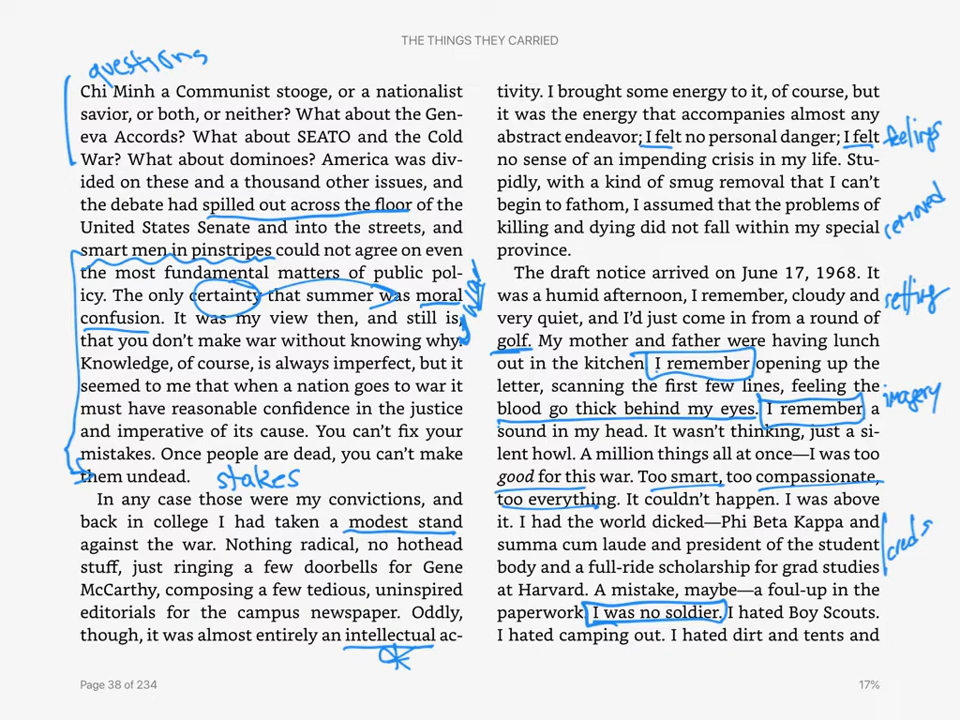 THE THINGS THEY CARRIED
questions
Chi Minh a Communist stooge, or a nationalist
savior, or both, or neither? What about the Gen-
eva Accords? What about SEATO and the Cold
War? What about dominoes? America was div-
ided on these and a thousand other issues, and
the debate had spilled out across the floor of the
United States Senate and into the streets, and
smart men in pinstripes could not agree on even
the most fundamental matters of public pol-
icy. The only certainty that summer was moral
confusion. It was my view then, and still is,
that you don't make war without knowing why.
Knowledge, of course, is always imperfect, but it
seemed to me that when a nation goes to war it
must have reasonable confidence in the justice
and imperative of its cause. You can't fix your
mistakes. Once people are dead, you can't make
them undead.
stakes
In any case those were my convictions, and
back in college I had taken a modest stand
against the war. Nothing radical, no hothead
stuff, just ringing a few doorbells for Gene
McCarthy, composing a few tedious, uninspired
editorials for the campus newspaper. Oddly,
though, it was almost entirely an intellectual ac-
war
tivity. I brought some energy to it, of course, but
it was the energy that accompanies almost any
abstract endeavor; I felt no personal danger; I felt
feelings
no sense of an impending crisis in my life. Stu-
pidly, with a kind of smug removal that I can't
begin to fathom, I assumed that the problems of
killing and dying did not fall within my special
removed
province.
The draft notice arrived on June 17, 1968. It
was a humid afternoon, I remember, cloudy and
setting
very quiet, and I'd just come in from a round of
golf. My mother and father were having lunch
out in the kitchen. I remember opening up the
letter, scanning the first few lines, feeling the
imagery
blood go thick behind my eyes. I remember a
sound in my head. It wasn't thinking, just a si-
lent howl. A million things all at once—I was too
good for this war. Too smart, too compassionate,
too everything. It couldn't happen. I was above
it. I had the world dicked—Phi Beta Kappa and
creds
summa cum laude and president of the student
body and a full-ride scholarship for grad studies
at Harvard. A mistake, maybe—a foul-up in the
paperwork. I was no soldier. I hated Boy Scouts.
I hated camping out. I hated dirt and tents and
Page 38 of 234
17%